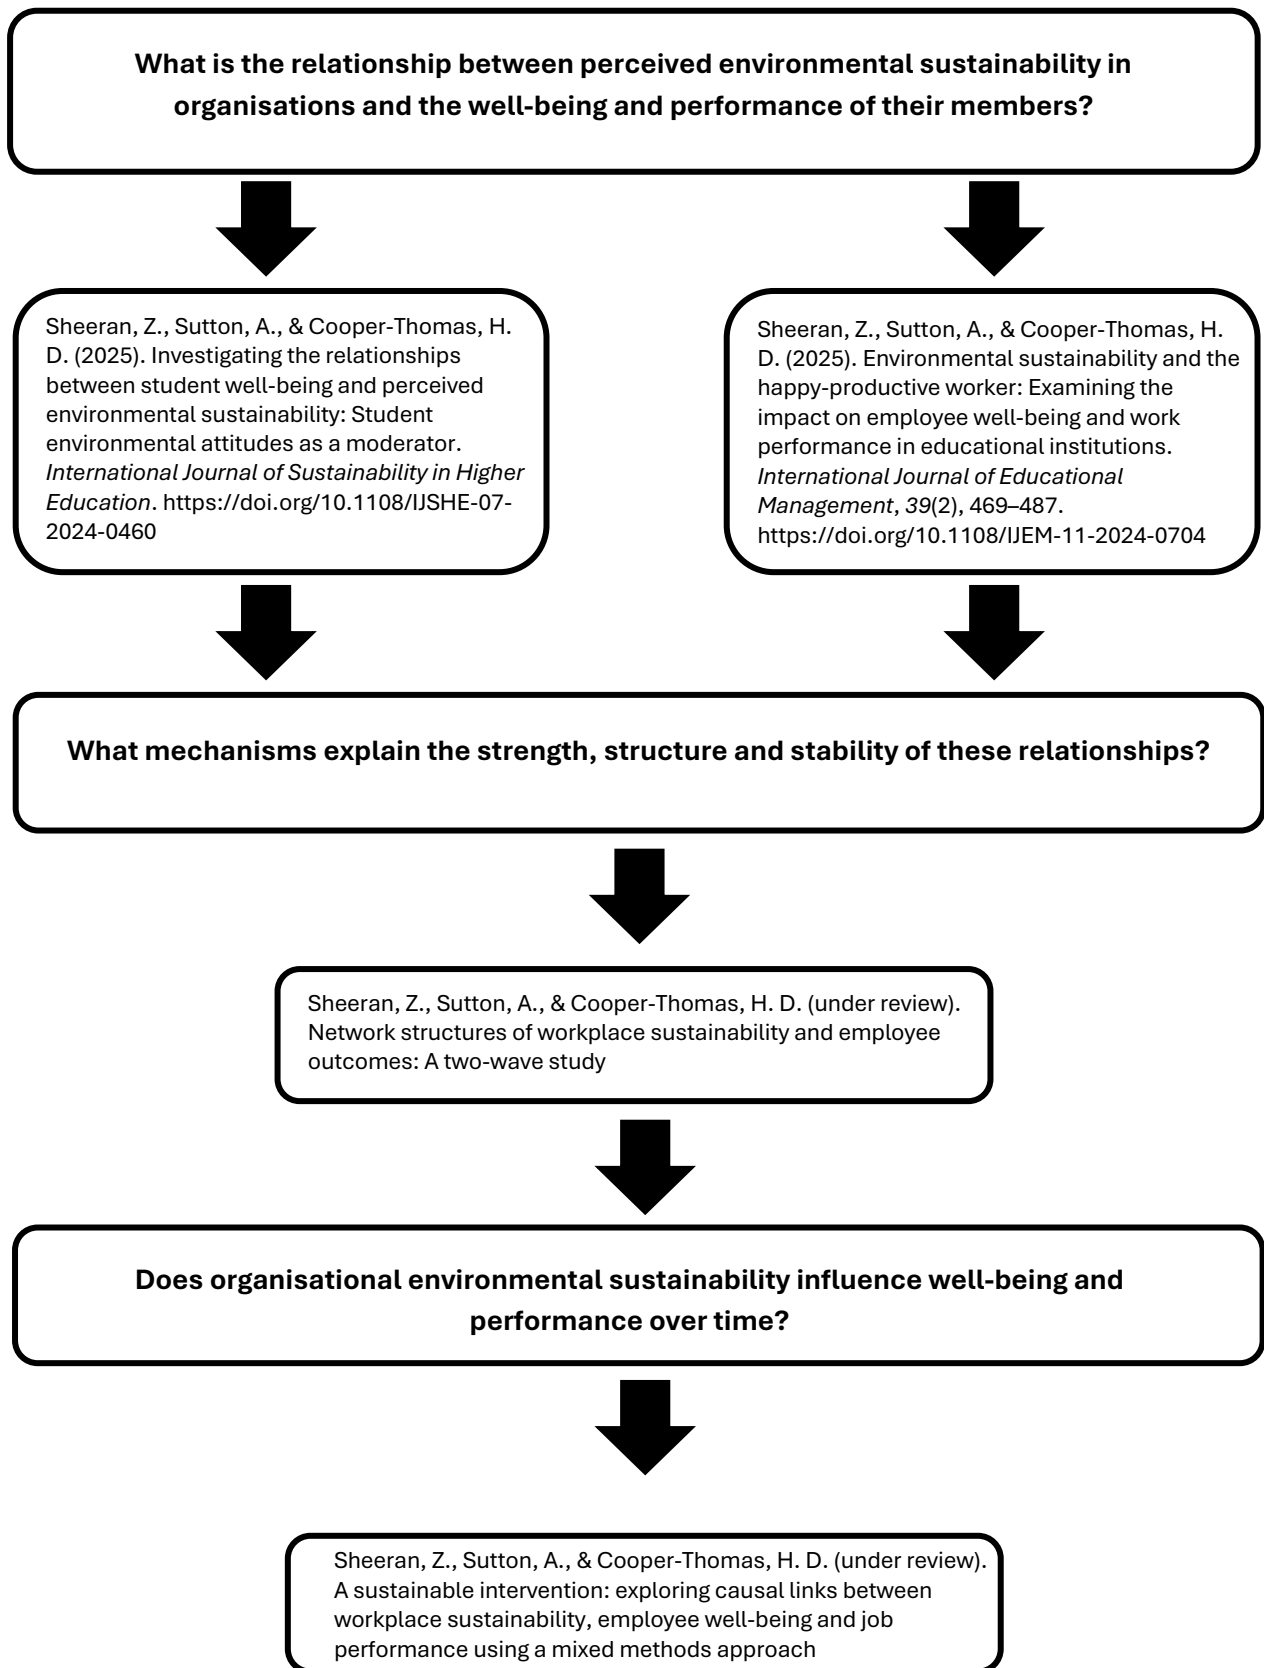 What is the relationship between perceived environmental sustainability in
organisations and the well-being and performance of their members?
Sheeran, Z., Sutton, A., & Cooper-Thomas, H.
D. (2025). Investigating the relationships
between student well-being and perceived
environmental sustainability: Student
environmental attitudes as a moderator.
International Journal of Sustainability in Higher
Education. https://doi.org/10.1108/IJSHE-07-
2024-0460
Sheeran, Z., Sutton, A., & Cooper-Thomas, H.
D. (2025). Environmental sustainability and the
happy-productive worker: Examining the
impact on employee well-being and work
performance in educational institutions.
International Journal of Educational
Management, 39(2), 469–487.
https://doi.org/10.1108/IJEM-11-2024-0704
What mechanisms explain the strength, structure and stability of these relationships?
Sheeran, Z., Sutton, A., & Cooper-Thomas, H. D. (under review).
Network structures of workplace sustainability and employee
outcomes: A two-wave study
Does organisational environmental sustainability influence well-being and
performance over time?
Sheeran, Z., Sutton, A., & Cooper-Thomas, H. D. (under review).
A sustainable intervention: exploring causal links between
workplace sustainability, employee well-being and job
performance using a mixed methods approach